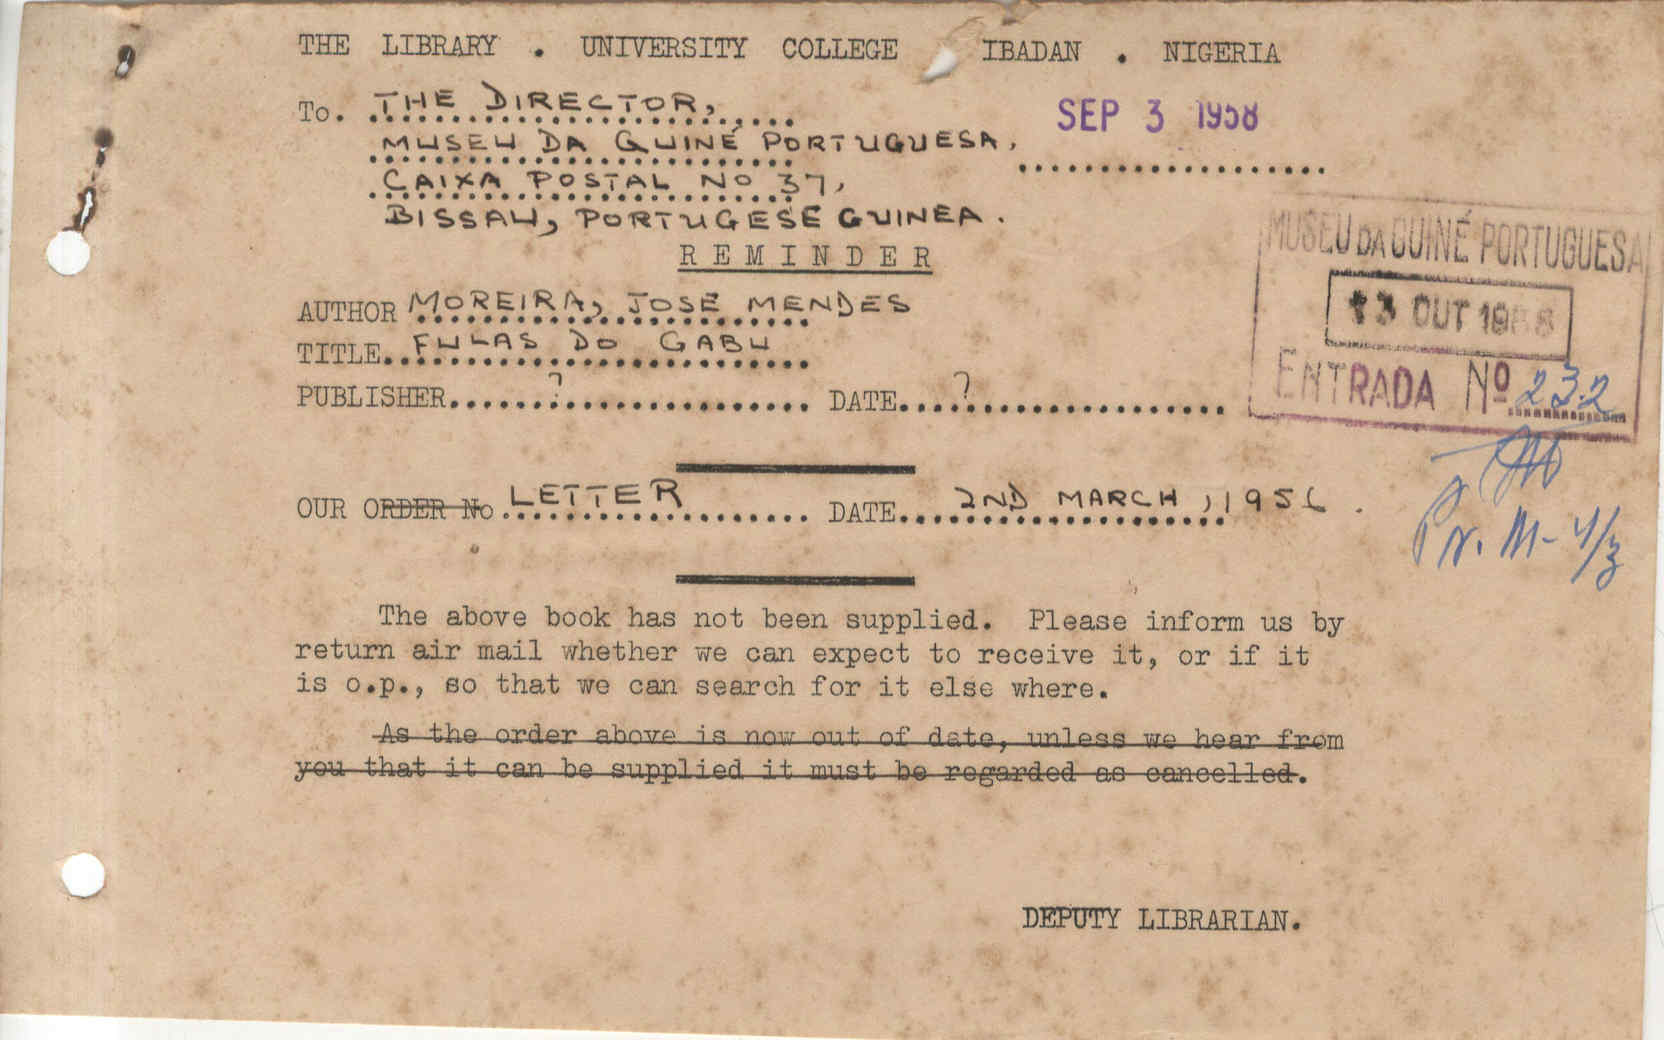 THE LIBRARY . UNIVERSITY COLLEGE IBADAN . NIGERIA
To. THE DIRECTOR,
SEP 3 1958
MUSEU DA GUINÉ PORTUGUESA,
CAIXA POSTAL NO 37,
BISSAU, PORTUGESE GUINEA.
REMINDER
MUSEU DA GUINÉ PORTUGUESA
13 OUT 1958
ENTRADA Nº 232
AUTHOR MOREIRA, JOSE MENDES
TITLE. FULAS DO GABU
PUBLISHER ? DATE ?
OUR ORDER No LETTER DATE 2ND MARCH, 1956.
The above book has not been supplied. Please inform us by
return air mail whether we can expect to receive it, or if it
is o.p., so that we can search for it else where.
As the order above is now out of date, unless we hear from
you that it can be supplied it must be regarded as cancelled.
DEPUTY LIBRARIAN.